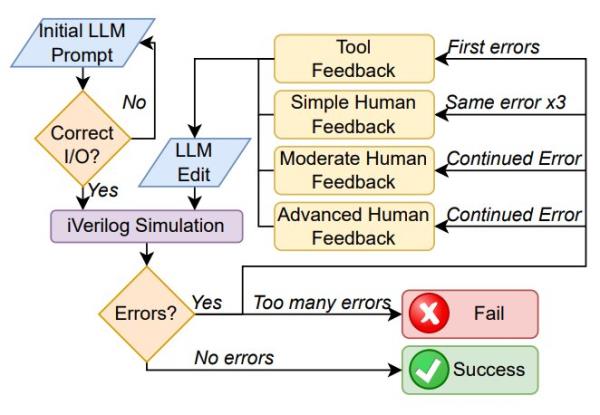 Initial LLM
Prompt
No
Correct
I/O?
Yes
LLM
Edit
iVerilog Simulation
Tool
Feedback
First errors
Simple Human
Feedback
Same error x3
Moderate Human
Feedback
Continued Error
Advanced Human
Feedback
Continued Error
Errors?
Yes
Too many errors
Fail
No errors
Success